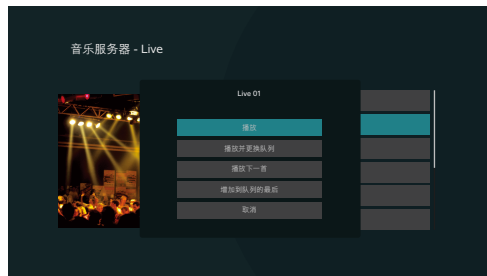 音乐服务器 - Live
Live 01
播放
播放并更换队列
播放下一首
增加到队列的最后
取消